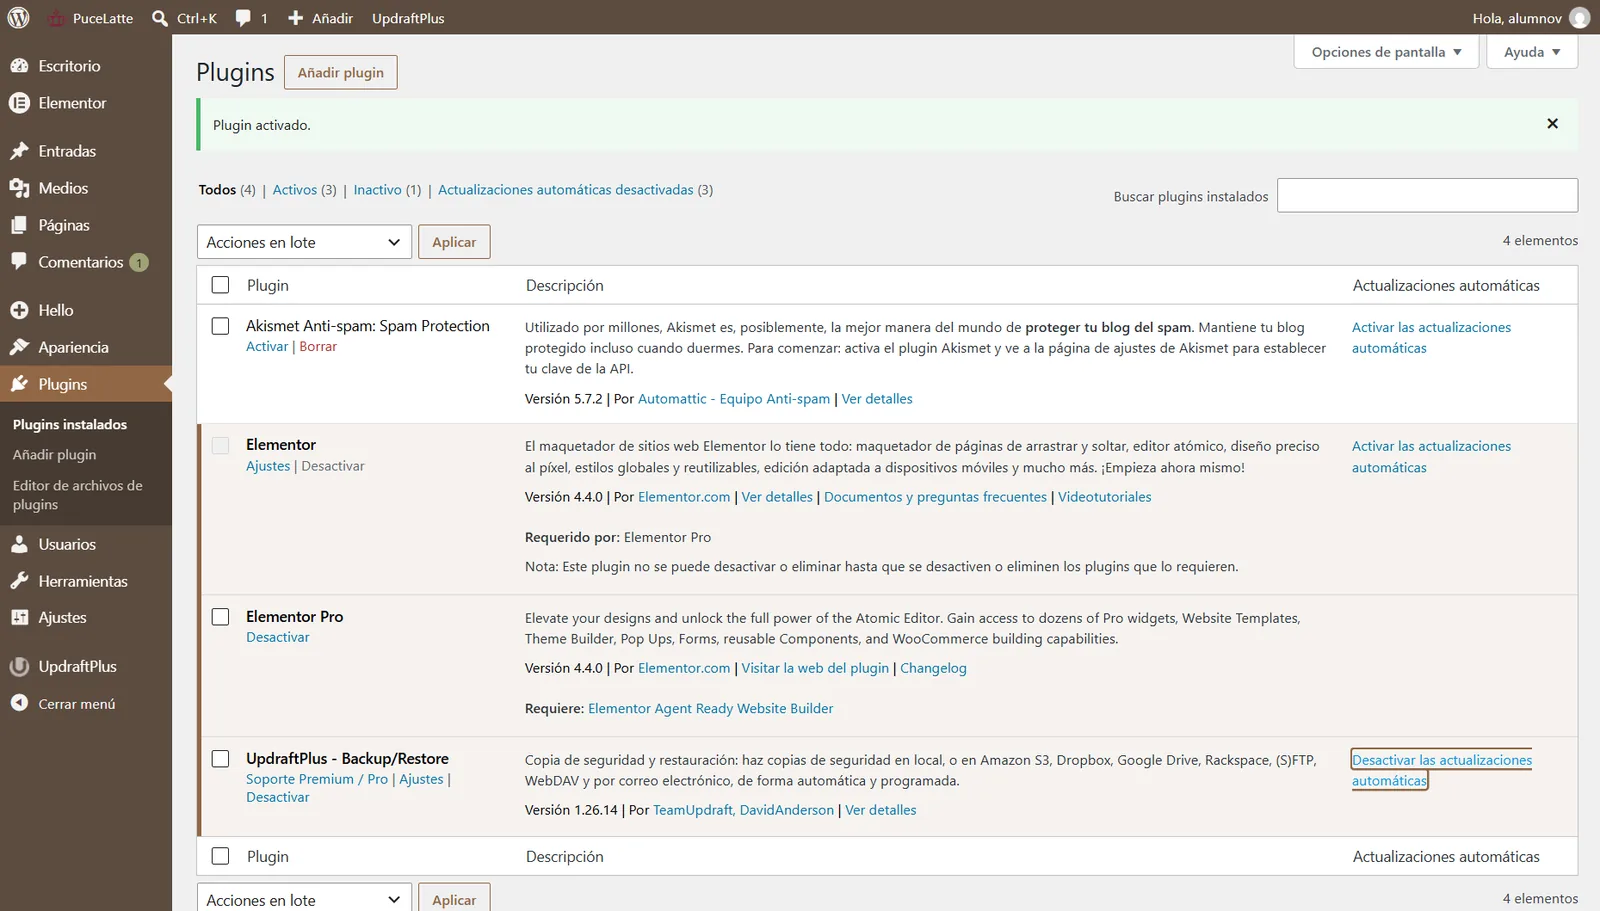 PuceLatte Ctrl+K 1 Añadir UpdraftPlus Hola, alumnov
Escritorio
Elementor
Entradas
Medios
Páginas
Comentarios 1
Hello
Apariencia
Plugins
Plugins instalados
Añadir plugin
Editor de archivos de
plugins
Usuarios
Herramientas
Ajustes
UpdraftPlus
Cerrar menú
Opciones de pantalla Ayuda
Plugins Añadir plugin
Plugin activado.
Todos (4) | Activos (3) | Inactivo (1) | Actualizaciones automáticas desactivadas (3)
Buscar plugins instalados
Acciones en lote Aplicar
4 elementos
Plugin Descripción Actualizaciones automáticas
Akismet Anti-spam: Spam Protection
Activar | Borrar
Utilizado por millones, Akismet es, posiblemente, la mejor manera del mundo de proteger tu blog del spam. Mantiene tu blog
protegido incluso cuando duermes. Para comenzar: activa el plugin Akismet y ve a la página de ajustes de Akismet para establecer
tu clave de la API.
Versión 5.7.2 | Por Automattic - Equipo Anti-spam | Ver detalles
Activar las actualizaciones
automáticas
Elementor
Ajustes | Desactivar
El maquetador de sitios web Elementor lo tiene todo: maquetador de páginas de arrastrar y soltar, editor atómico, diseño preciso
al píxel, estilos globales y reutilizables, edición adaptada a dispositivos móviles y mucho más. ¡Empieza ahora mismo!
Versión 4.4.0 | Por Elementor.com | Ver detalles | Documentos y preguntas frecuentes | Videotutoriales
Requerido por: Elementor Pro
Nota: Este plugin no se puede desactivar o eliminar hasta que se desactiven o eliminen los plugins que lo requieren.
Activar las actualizaciones
automáticas
Elementor Pro
Desactivar
Elevate your designs and unlock the full power of the Atomic Editor. Gain access to dozens of Pro widgets, Website Templates,
Theme Builder, Pop Ups, Forms, reusable Components, and WooCommerce building capabilities.
Versión 4.4.0 | Por Elementor.com | Visitar la web del plugin | Changelog
Requiere: Elementor Agent Ready Website Builder
UpdraftPlus - Backup/Restore
Soporte Premium / Pro | Ajustes |
Desactivar
Copia de seguridad y restauración: haz copias de seguridad en local, o en Amazon S3, Dropbox, Google Drive, Rackspace, (S)FTP,
WebDAV y por correo electrónico, de forma automática y programada.
Versión 1.26.14 | Por TeamUpdraft, DavidAnderson | Ver detalles
Desactivar las actualizaciones
automáticas
Plugin Descripción Actualizaciones automáticas
Acciones en lote Aplicar
4 elementos